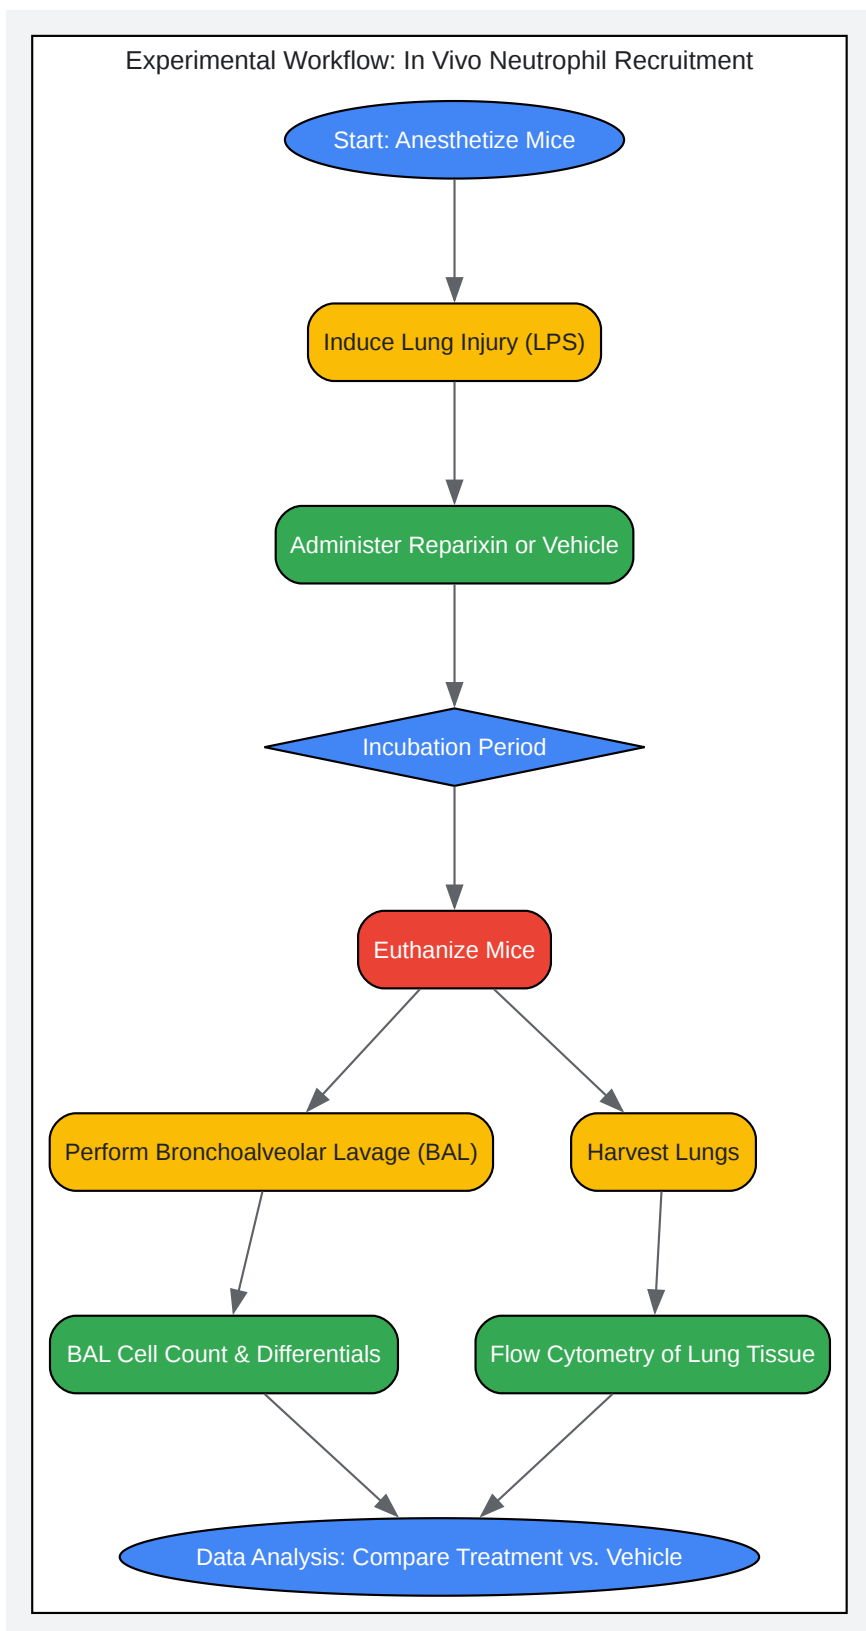 Experimental Workflow: In Vivo Neutrophil Recruitment
Start: Anesthetize Mice
Induce Lung Injury (LPS)
Administer Reparixin or Vehicle
Incubation Period
Euthanize Mice
Perform Bronchoalveolar Lavage (BAL)
Harvest Lungs
BAL Cell Count & Differentials
Flow Cytometry of Lung Tissue
Data Analysis: Compare Treatment vs. Vehicle